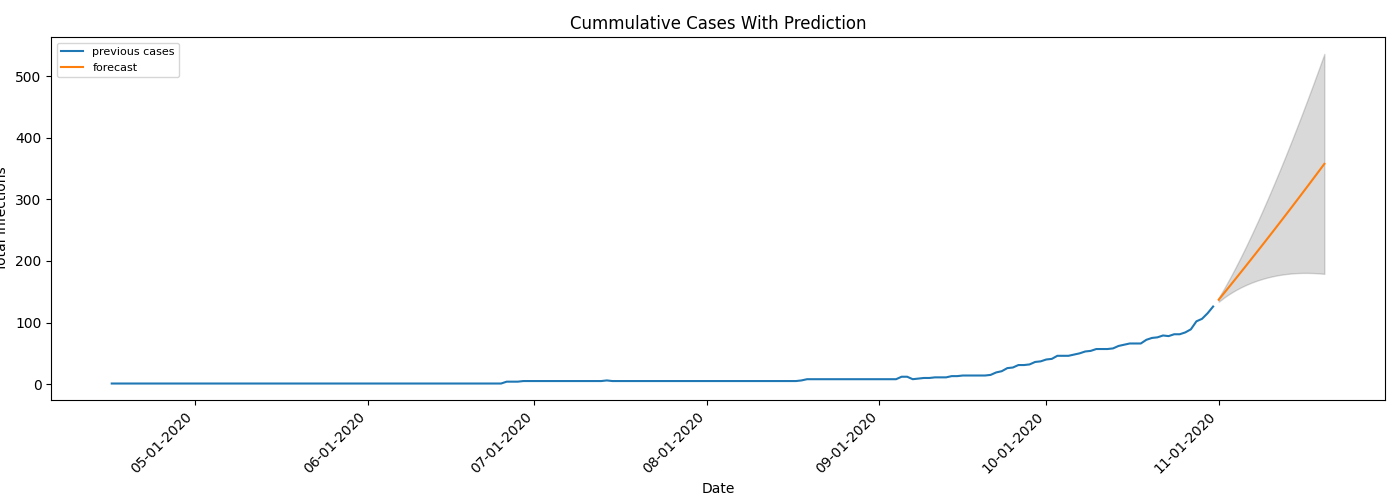 Cummulative Cases With Prediction
previous cases
forecast
500
400
300
200
100
0
Total Infections
05-01-2020
06-01-2020
07-01-2020
08-01-2020
09-01-2020
10-01-2020
11-01-2020
Date